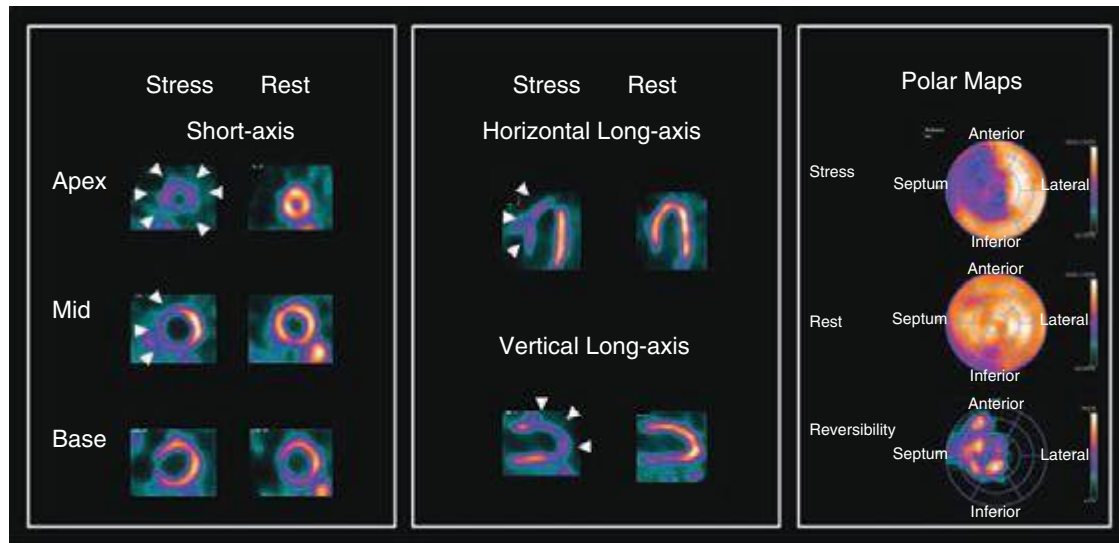 Stress Rest
Short-axis
Apex
Mid
Base
Stress Rest
Horizontal Long-axis
Vertical Long-axis
Polar Maps
Stress
Anterior
Septum
Lateral
Inferior
Rest
Anterior
Septum
Lateral
Inferior
Reversibility
Anterior
Septum
Lateral
Inferior